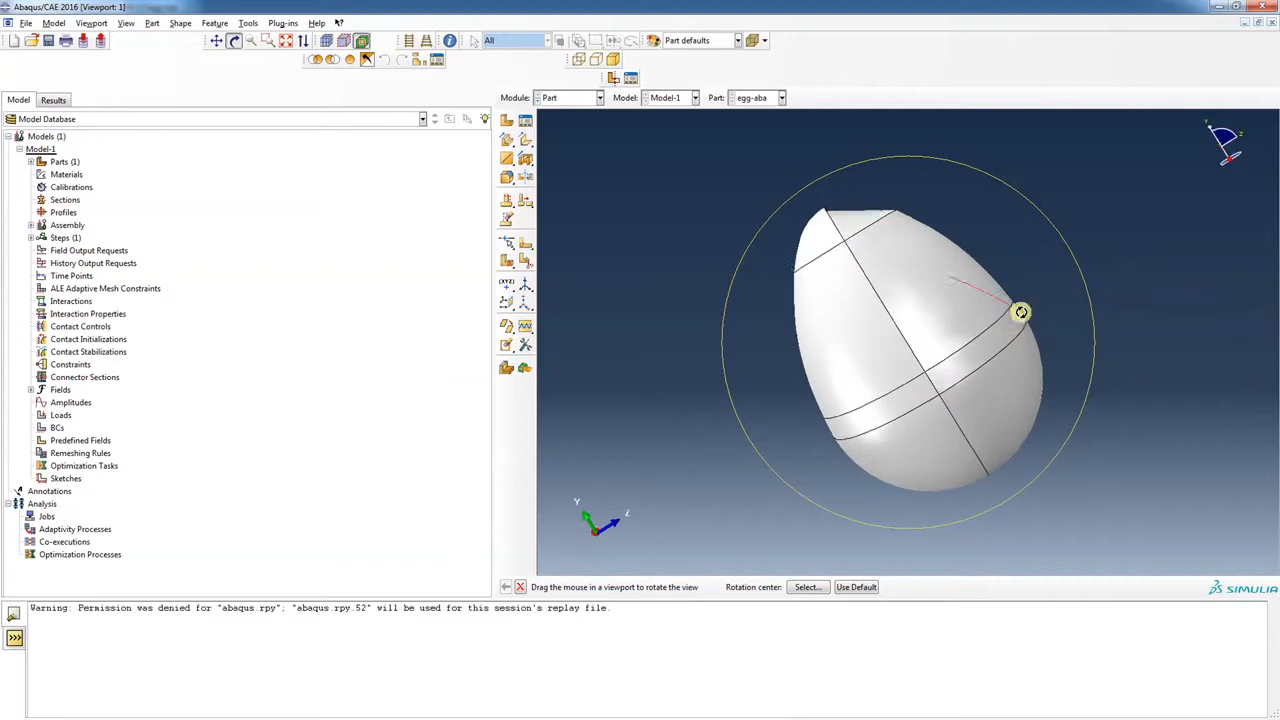 Abaqus/CAE 2016 [Viewport: 1]
File Model Viewport View Part Shape Feature Tools Plug-ins Help
All Part defaults
Model Results
Module: Part Model: Model-1 Part: egg-aba
Model Database
Models (1)
Model-1
Parts (1)
Materials
Calibrations
Sections
Profiles
Assembly
Steps (1)
Field Output Requests
History Output Requests
Time Points
ALE Adaptive Mesh Constraints
Interactions
Interaction Properties
Contact Controls
Contact Initializations
Contact Stabilizations
Constraints
Connector Sections
Fields
Amplitudes
Loads
BCs
Predefined Fields
Remeshing Rules
Optimization Tasks
Sketches
Annotations
Analysis
Jobs
Adaptivity Processes
Co-executions
Optimization Processes
(XYZ)
Y
Z
Z
Drag the mouse in a viewport to rotate the view Rotation center: Select... Use Default
SIMULIA
Warning: Permission was denied for "abaqus.rpy"; "abaqus.rpy.52" will be used for this session's replay file.
>>>